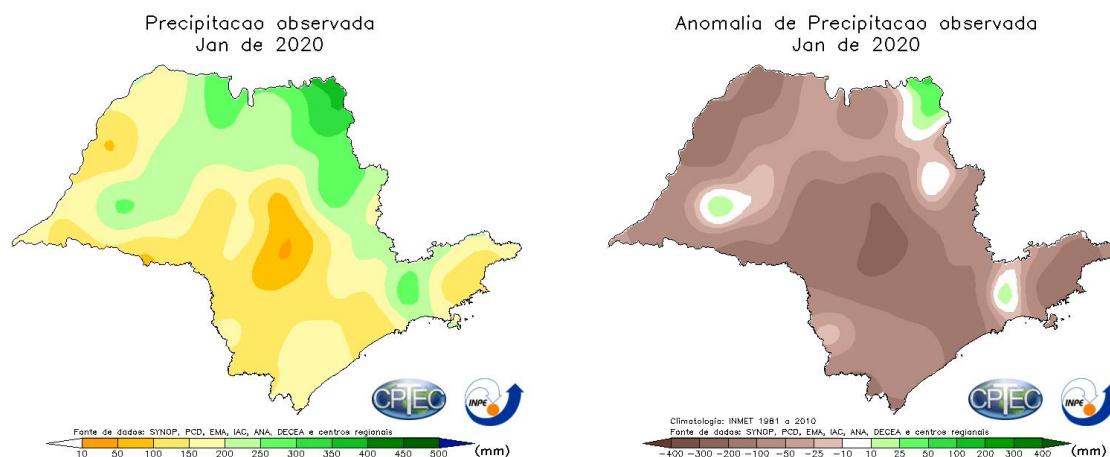 Precipitacao observada
Jan de 2020
CPTEC
INPE
Fonte de dados: SYNOP, PCD, EMA, IAC, ANA, DECEA e centros regionais
10 50 100 150 200 250 300 350 400 450 500 (mm)
Anomalia de Precipitacao observada
Jan de 2020
CPTEC
INPE
Climatologia: INMET 1981 a 2010
Fonte de dados: SYNOP, PCD, EMA, IAC, ANA, DECEA e centros regionais
-400 -300 -200 -100 -50 -25 -10 10 25 50 100 200 300 400 (mm)